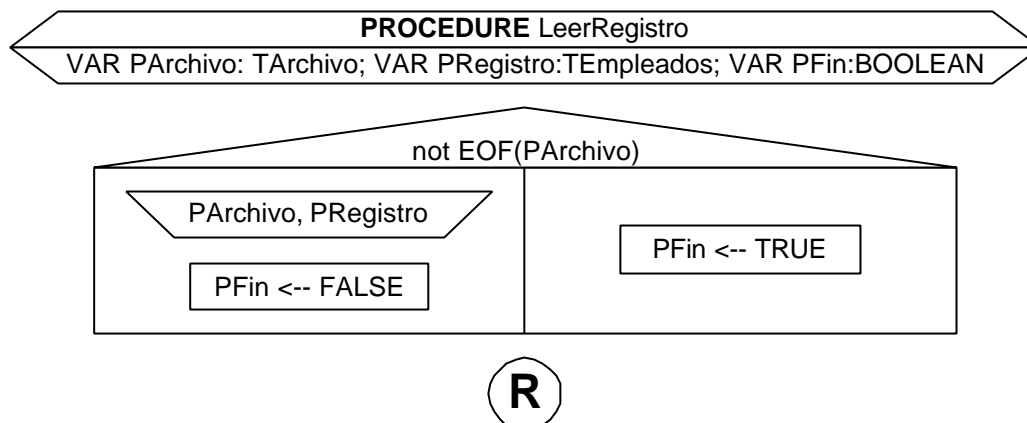 PROCEDURE LeerRegistro
VAR PArchivo: TArchivo; VAR PRegistro:TEmpleados; VAR PFin:BOOLEAN
not EOF(PArchivo)
PArchivo, PRegistro
PFin <-- FALSE
PFin <-- TRUE
R